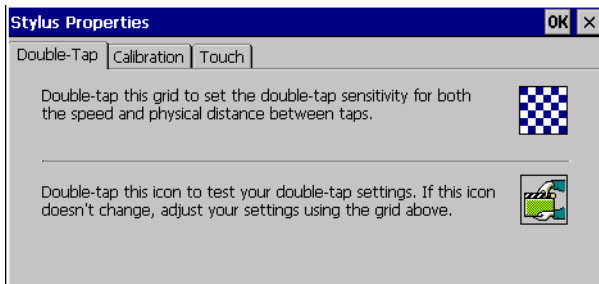 Stylus Properties OK ×
Double-Tap Calibration Touch
Double-tap this grid to set the double-tap sensitivity for both
the speed and physical distance between taps.
Double-tap this icon to test your double-tap settings. If this icon
doesn't change, adjust your settings using the grid above.